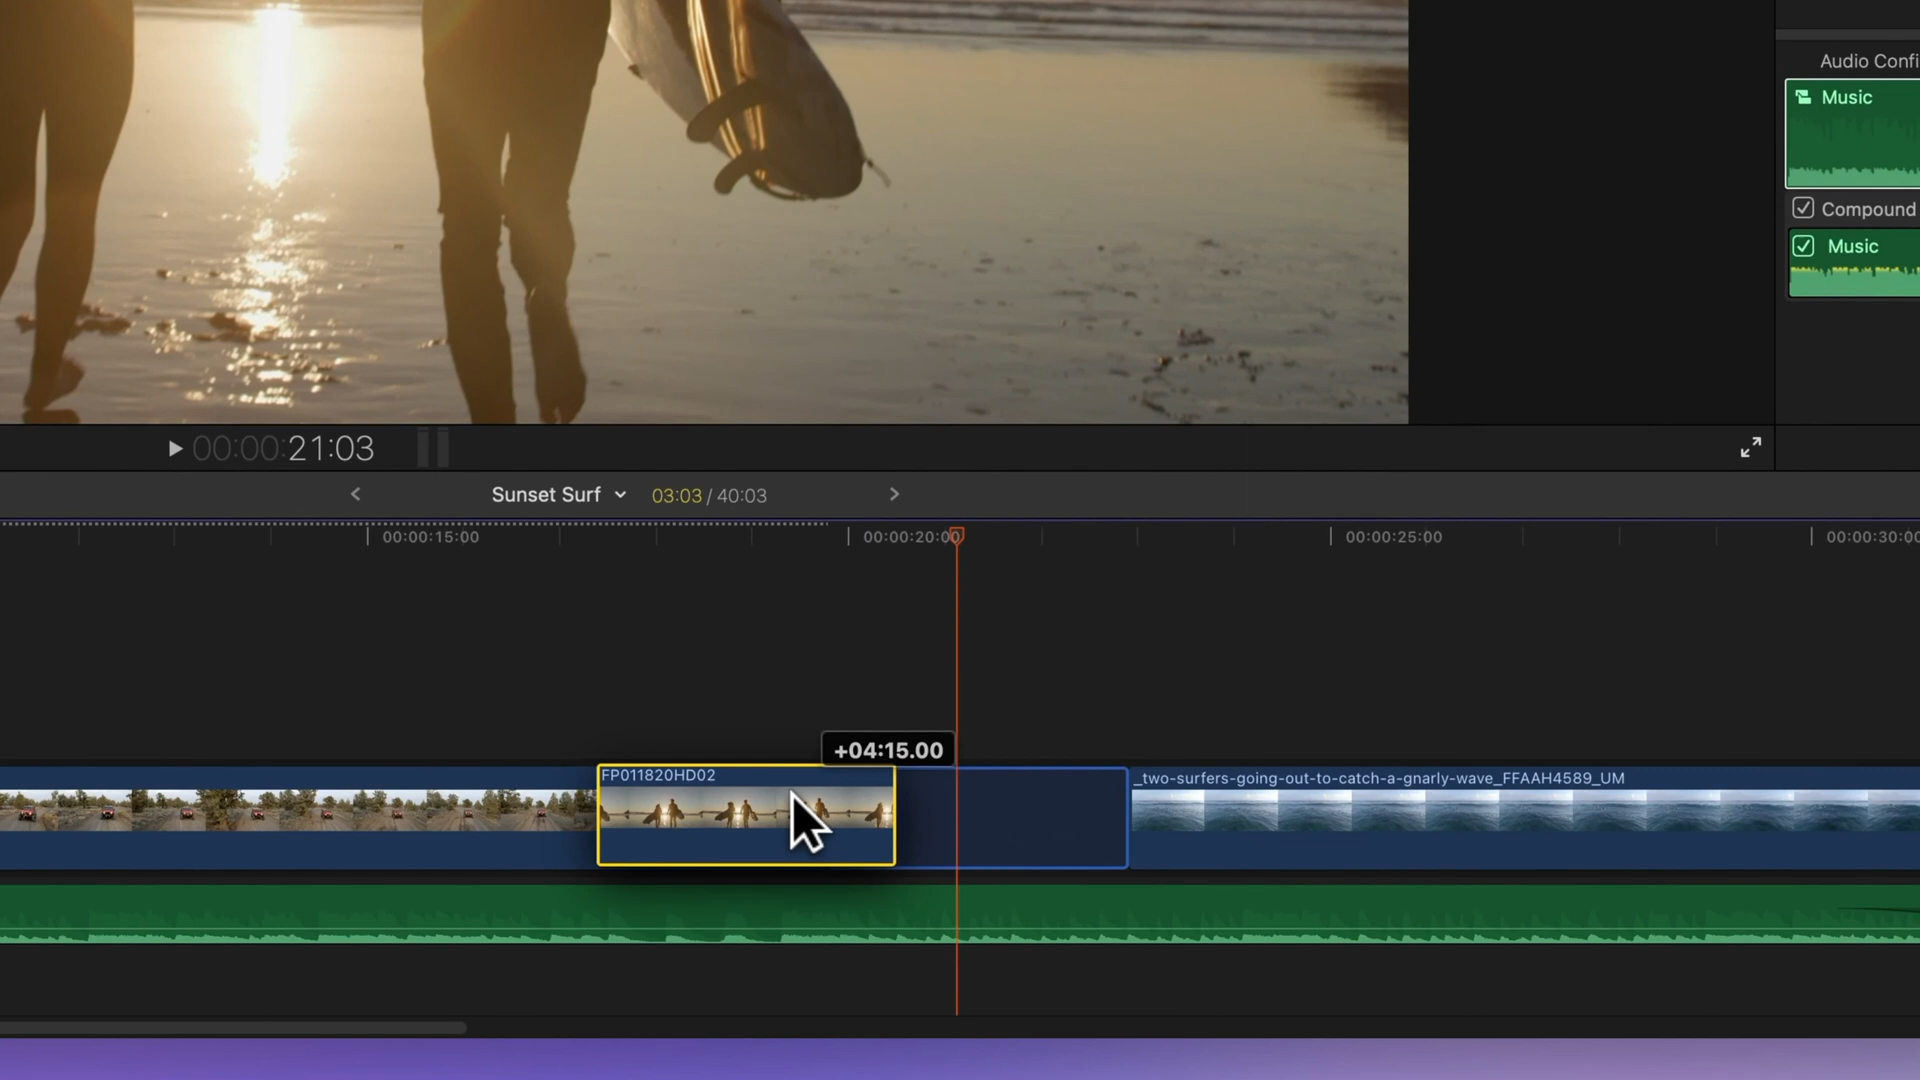 Audio Confi
Music
Compound
Music
00:00:00:21:03
Sunset Surf
03:03 / 40:03
00:00:15:00
00:00:20:00
00:00:25:00
00:00:30:00
+04:15.00
FP011820HD02
_two-surfers-going-out-to-catch-a-gnarly-wave_FFAAH4589_UM